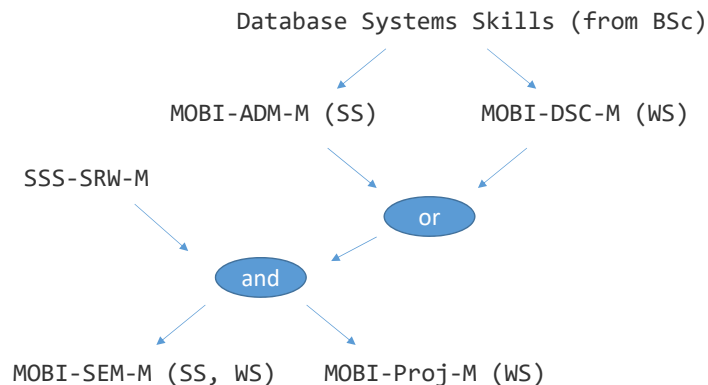 Database Systems Skills (from BSc)
MOBI-ADM-M (SS) MOBI-DSC-M (WS)
SSS-SRW-M
or
and
MOBI-SEM-M (SS, WS) MOBI-Proj-M (WS)